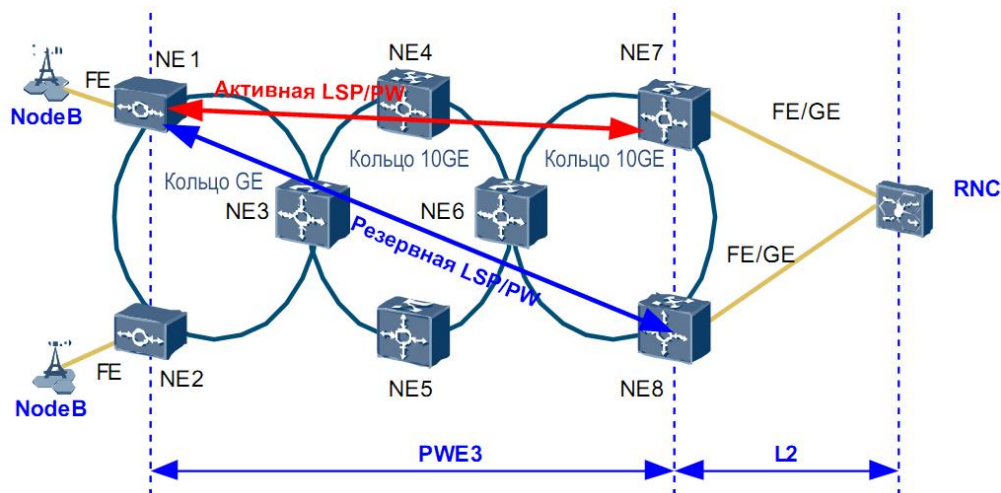 NE1
NE4
NE7
FE
NodeB
Активная LSP/PW
FE/GE
Кольцо GE
Кольцо 10GE
Кольцо 10GE
RNC
NE3
NE6
Резервная LSP/PW
FE/GE
FE
NE2
NE5
NE8
NodeB
PWE3
L2